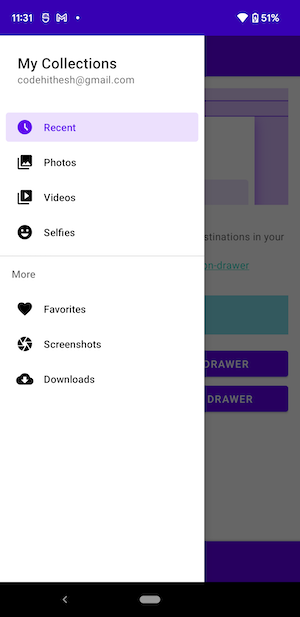 11:31
51%
My Collections
codehithesh@gmail.com
Recent
Photos
Videos
Selfies
stinations in your
n-drawer
More
Favorites
DRAWER
Screenshots
Downloads
DRAWER